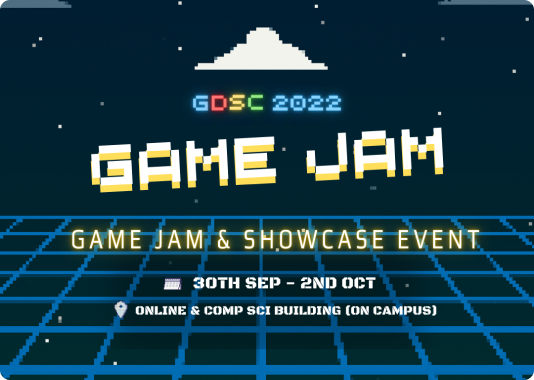 GDSC 2022
GAME JAM
GAME JAM & SHOWCASE EVENT
30TH SEP - 2ND OCT
ONLINE & COMP SCI BUILDING (ON CAMPUS)